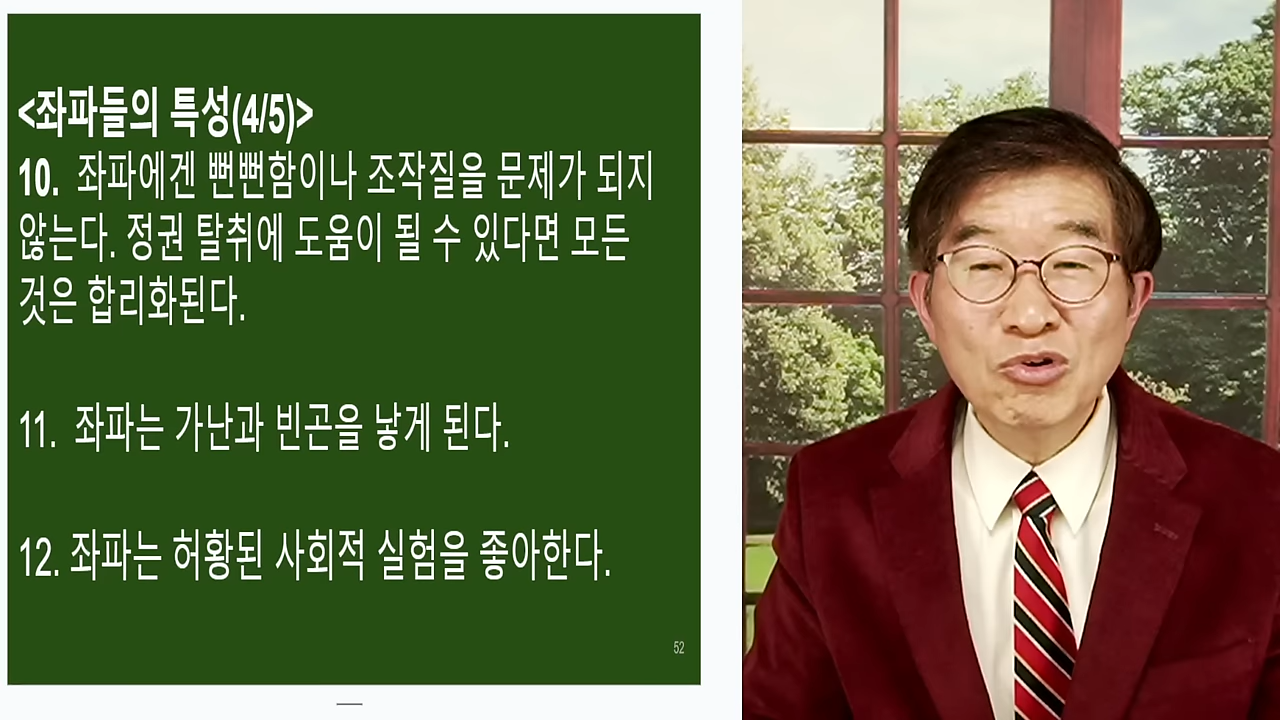 <좌파들의 특성(4/5)>
10. 좌파에겐 뻔뻔함이나 조작질을 문제가 되지
않는다. 정권 탈취에 도움이 될 수 있다면 모든
것은 합리화된다.
11. 좌파는 가난과 빈곤을 낳게 된다.
12. 좌파는 허황된 사회적 실험을 좋아한다.
52